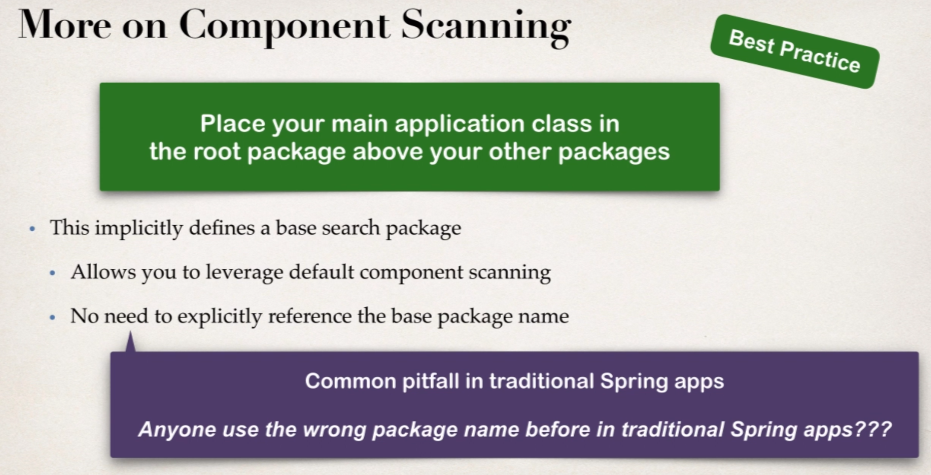 More on Component Scanning
Best Practice
Place your main application class in
the root package above your other packages
• This implicitly defines a base search package
• Allows you to leverage default component scanning
• No need to explicitly reference the base package name
Common pitfall in traditional Spring apps
Anyone use the wrong package name before in traditional Spring apps???